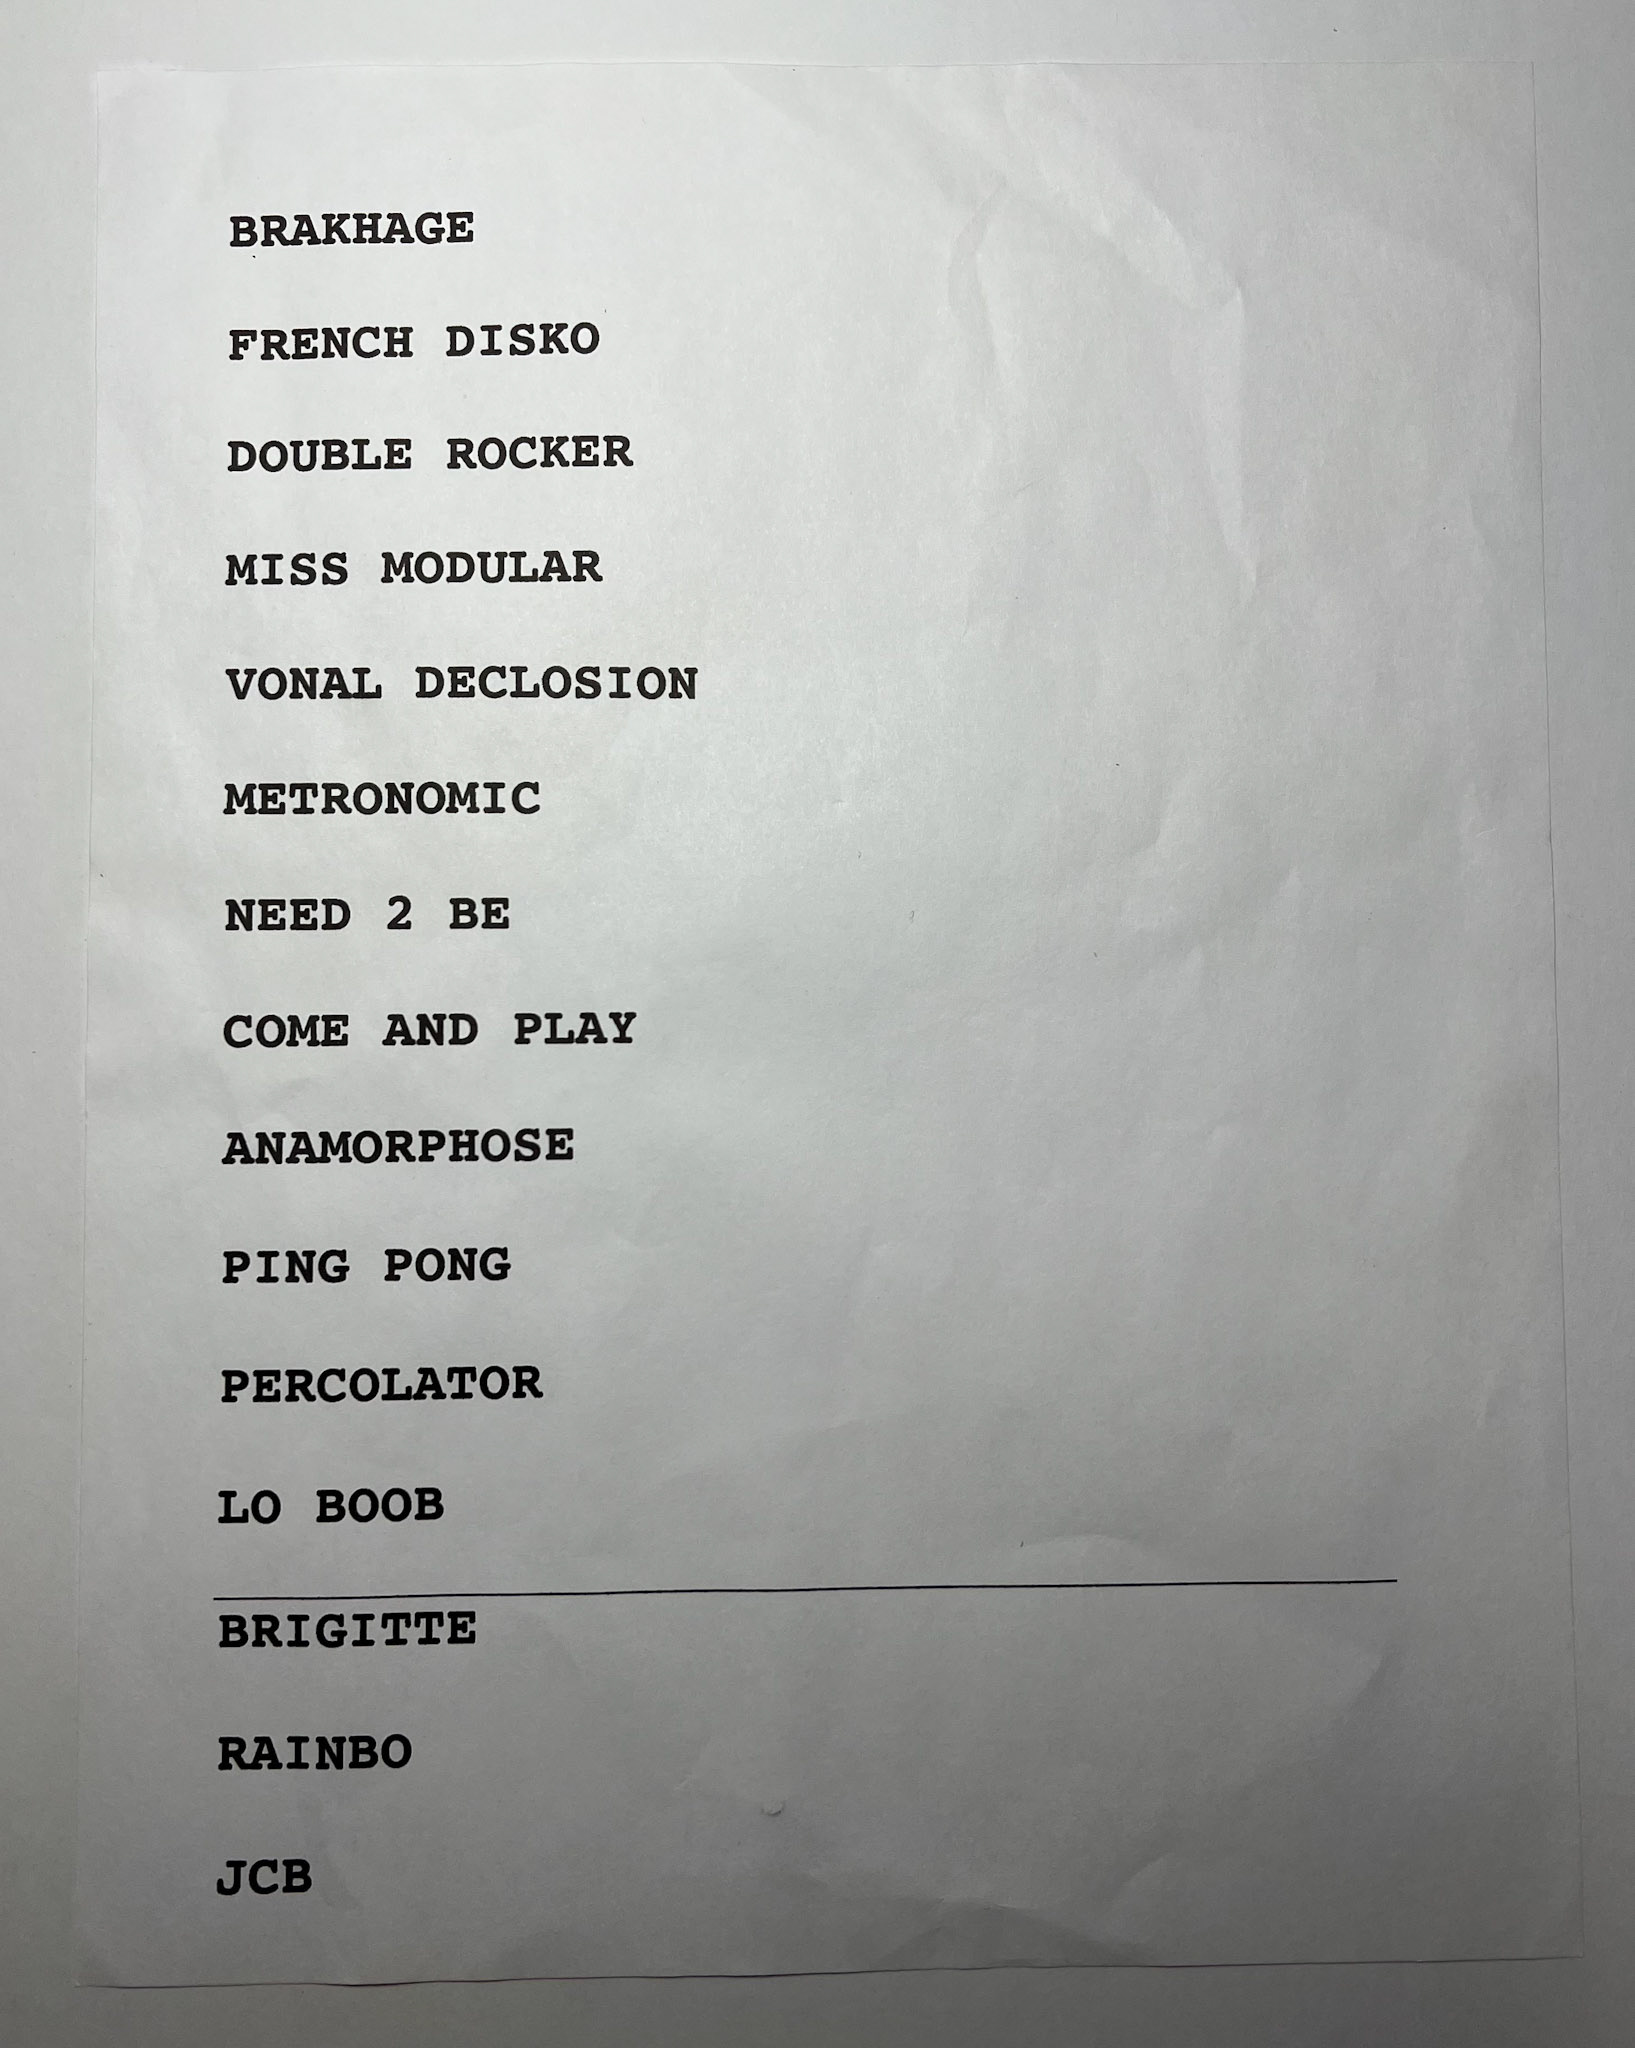 BRAKHAGE
FRENCH DISKO
DOUBLE ROCKER
MISS MODULAR
VONAL DECLOSION
METRONOMIC
NEED 2 BE
COME AND PLAY
ANAMORPHOSE
PING PONG
PERCOLATOR
LO BOOB
BRIGITTE
RAINBO
JCB